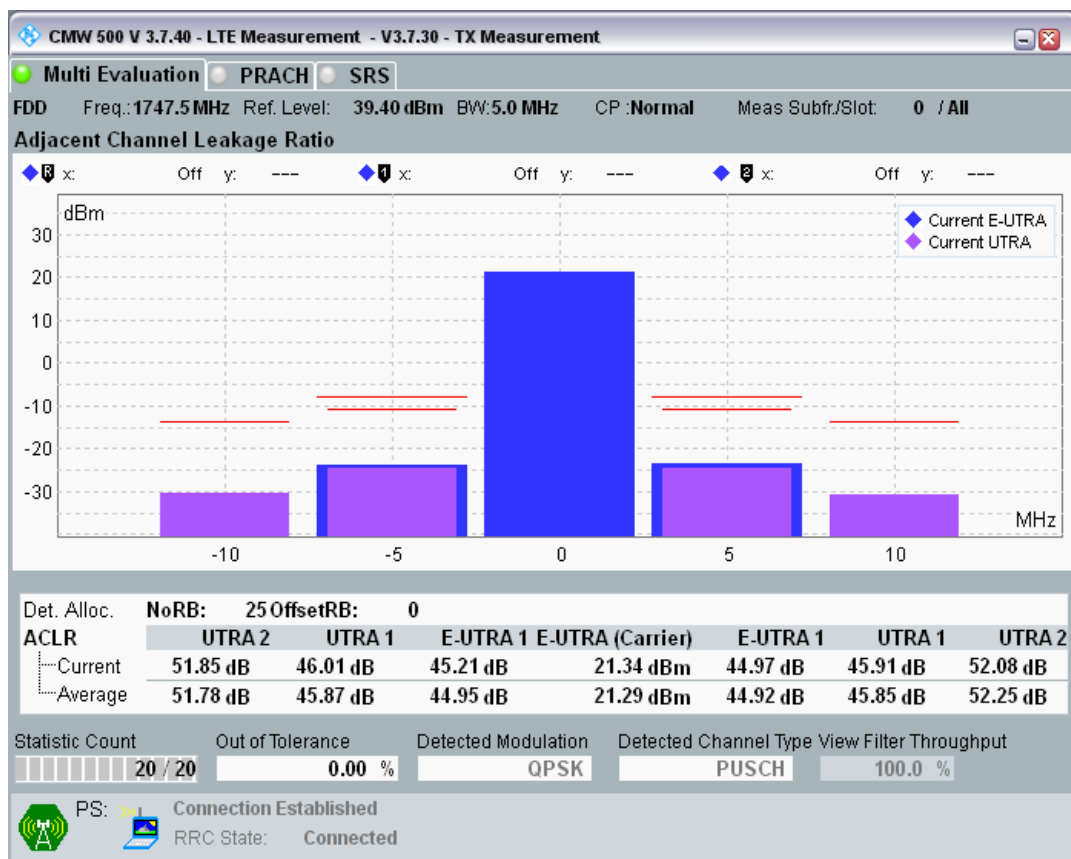 CMW 500 V 3.7.40 - LTE Measurement - V3.7.30 - TX Measurement
Multi Evaluation PRACH SRS
FDD Freq.: 1747.5 MHz Ref. Level: 39.40 dBm BW: 5.0 MHz CP : Normal Meas Subfr./Slot: 0 / All
Adjacent Channel Leakage Ratio
R x: Off y: --- 1 x: Off y: --- 2 x: Off y: ---
dBm
Current E-UTRA
Current UTRA
30
20
10
0
-10
-20
-30
MHz
-10 -5 0 5 10
Det. Alloc. NoRB: 25 OffsetRB: 0
ACLR UTRA 2 UTRA 1 E-UTRA 1 E-UTRA (Carrier) E-UTRA 1 UTRA 1 UTRA 2
Current 51.85 dB 46.01 dB 45.21 dB 21.34 dBm 44.97 dB 45.91 dB 52.08 dB
Average 51.78 dB 45.87 dB 44.95 dB 21.29 dBm 44.92 dB 45.85 dB 52.25 dB
Statistic Count Out of Tolerance Detected Modulation Detected Channel Type View Filter Throughput
20 / 20 0.00 % QPSK PUSCH 100.0 %
PS: Connection Established
RRC State: Connected